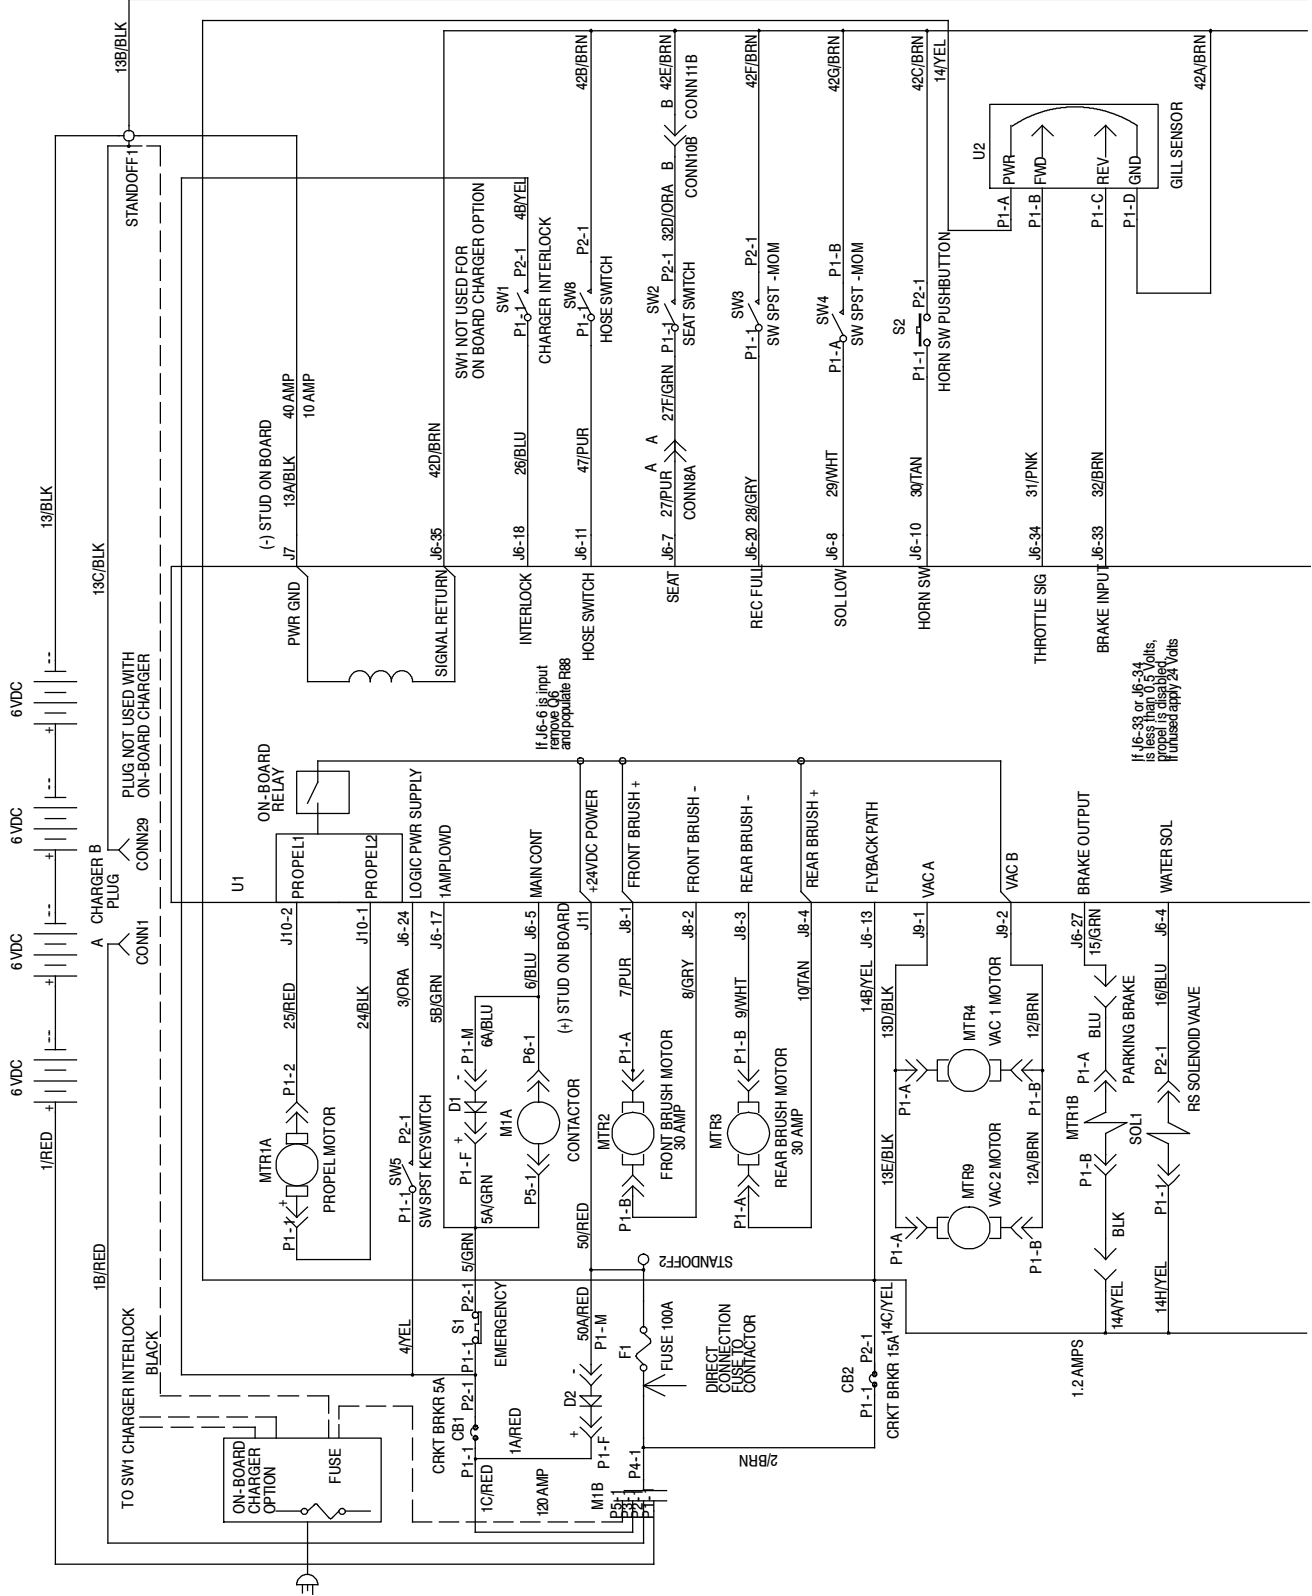 13B/BLK
13/BLK
STANDOFF1
14/YEL
42B/BRN
42E/BRN
B
CONN11B
CONN10B
B
42F/BRN
42G/BRN
42C/BRN
42A/BRN
U2
PWR
FWD
REV
GND
GILL SENSOR
P1-A
P1-B
P1-C
P1-D
SW1 NOT USED FOR
ON BOARD CHARGER OPTION
4B/YEL
SW1
P1-1
P2-1
CHARGER INTERLOCK
SW8
P1-1
P2-1
HOSE SWITCH
32D/ORA
SW2
P1-1
P2-1
SEAT SWITCH
SW3
P1-1
P2-1
SW SPST -MOM
SW4
P1-A
P1-B
SW SPST -MOM
S2
P1-1
P2-1
HORN SW PUSHBUTTON
40 AMP
10 AMP
(-) STUD ON BOARD
J7
13A/BLK
42D/BRN
26/BLU
47/PUR
27F/GRN
A
A
27/PUR
CONN8A
28/GRY
29/WHT
30/TAN
31/PNK
32/BRN
13C/BLK
J6-35
J6-18
J6-11
J6-7
J6-20
J6-8
J6-10
J6-34
J6-33
PWR GND
SIGNAL RETURN
INTERLOCK
HOSE SWITCH
SEAT
REC FULL
SOL LOW
HORN SW
THROTTLE SIG
BRAKE INPUT
If J6-6 is input
remove Q6
and populate R88
If J6-33 or J6-34
is less than 0.5 Volts,
propel is disabled.
If unused apply 24 Volts
6 VDC
+
--
6 VDC
+
--
6 VDC
+
--
6 VDC
+
--
PLUG NOT USED WITH
ON-BOARD CHARGER
A
CHARGER B
PLUG
CONN29
CONN1
U1
ON-BOARD
RELAY
PROPEL1
PROPEL2
LOGIC PWR SUPPLY
1AMPLOWD
MAIN CONT
+24VDC POWER
FRONT BRUSH +
FRONT BRUSH -
REAR BRUSH -
REAR BRUSH +
FLYBACK PATH
VAC A
VAC B
BRAKE OUTPUT
WATER SOL
J10-2
J10-1
J6-24
J6-17
J6-5
J11
J8-1
J8-2
J8-3
J8-4
J6-13
J9-1
J9-2
J6-27
J6-4
25/RED
24/BLK
3/ORA
5B/GRN
6/BLU
(+) STUD ON BOARD
7/PUR
8/GRY
9/WHT
10/TAN
14B/YEL
13D/BLK
12/BRN
15/GRN
16/BLU
1/RED
1B/RED
MTR1A
P1-2
P1-1
+
PROPEL MOTOR
SW5
P1-1
P2-1
SW SPST KEYSWITCH
P1-M
6A/BLU
-
D1
+
P1-F
5A/GRN
P6-1
M1A
P5-1
CONTACTOR
P1-A
MTR2
P1-B
FRONT BRUSH MOTOR
30 AMP
P1-B
MTR3
P1-A
REAR BRUSH MOTOR
30 AMP
P1-A
MTR4
VAC 1 MOTOR
P1-B
13E/BLK
12A/BRN
P1-A
MTR9
VAC 2 MOTOR
P1-B
BLU
P1-A
MTR1B
PARKING BRAKE
P1-B
BLK
14A/YEL
P2-1
SOL1
RS SOLENOID VALVE
P1-1
14H/YEL
TO SW1 CHARGER INTERLOCK
BLACK
ON-BOARD
CHARGER
OPTION
FUSE
4/YEL
5/GRN
S1
P1-1
P2-1
EMERGENCY
CRKT BRKR 5A
CB1
P1-1
P2-1
1A/RED
1C/RED
120 AMP
50/RED
50A/RED
P1-M
-
D2
+
P1-F
STANDOFF2
F1
FUSE 100A
DIRECT
CONNECTION
FUSE TO
CONTACTOR
P4-1
M1B
P5-1
P3-1
P2-1
P1-1
2/BRN
14C/YEL
CB2
P1-1
P2-1
CRKT BRKR 15A
1.2 AMPS